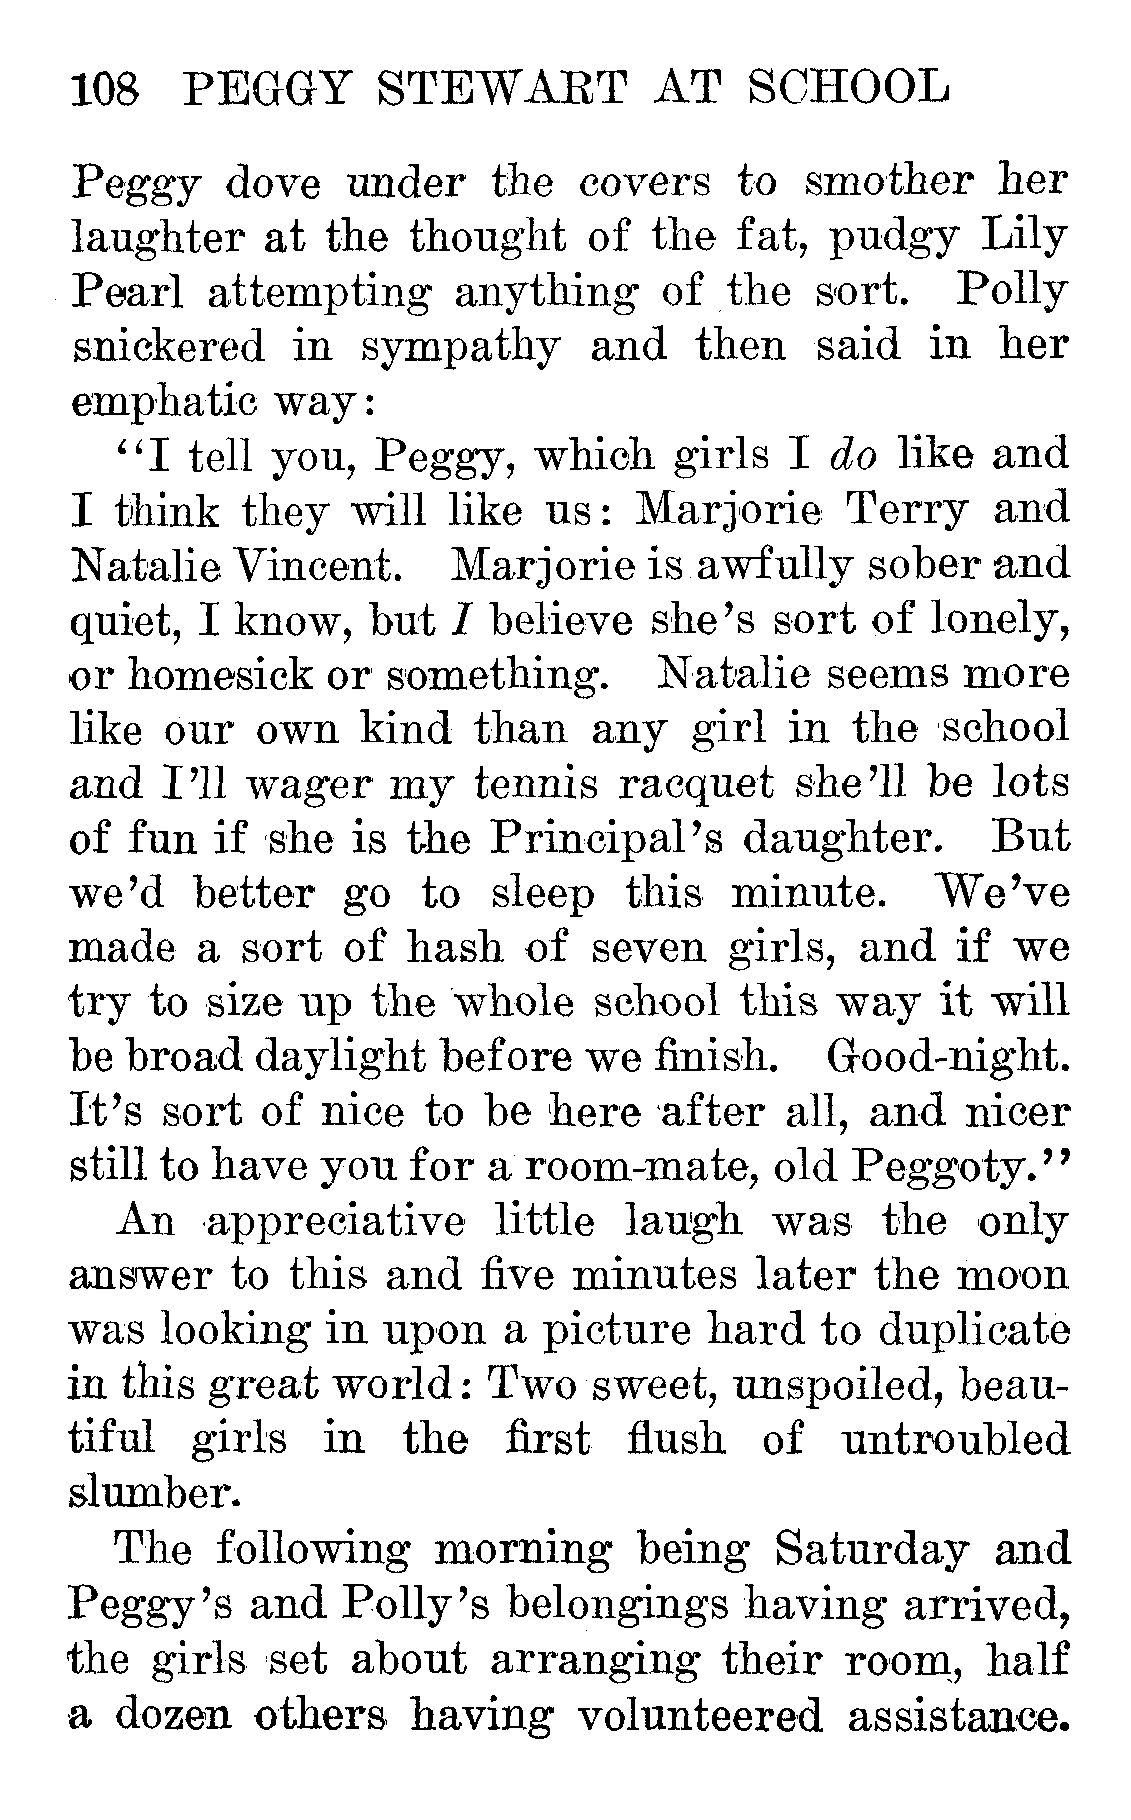 108 PEGGY STEWART AT SCHOOL
Peggy dove under the covers to smother her
laughter at the thought of the fat, pudgy Lily
Pearl attempting anything of the sort. Polly
snickered in sympathy and then said in her
emphatic way:
“I tell you, Peggy, which girls I do like and
I think they will like us: Marjorie Terry and
Natalie Vincent. Marjorie is awfully sober and
quiet, I know, but I believe she’s sort of lonely,
or homesick or something. Natalie seems more
like our own kind than any girl in the school
and I’ll wager my tennis racquet she’ll be lots
of fun if she is the Principal’s daughter. But
we’d better go to sleep this minute. We’ve
made a sort of hash of seven girls, and if we
try to size up the whole school this way it will
be broad daylight before we finish. Good-night.
It’s sort of nice to be here after all, and nicer
still to have you for a room-mate, old Peggoty.”
An appreciative little laugh was the only
answer to this and five minutes later the moon
was looking in upon a picture hard to duplicate
in this great world: Two sweet, unspoiled, beau-
tiful girls in the first flush of untroubled
slumber.
The following morning being Saturday and
Peggy’s and Polly’s belongings having arrived,
the girls set about arranging their room, half
a dozen others having volunteered assistance.